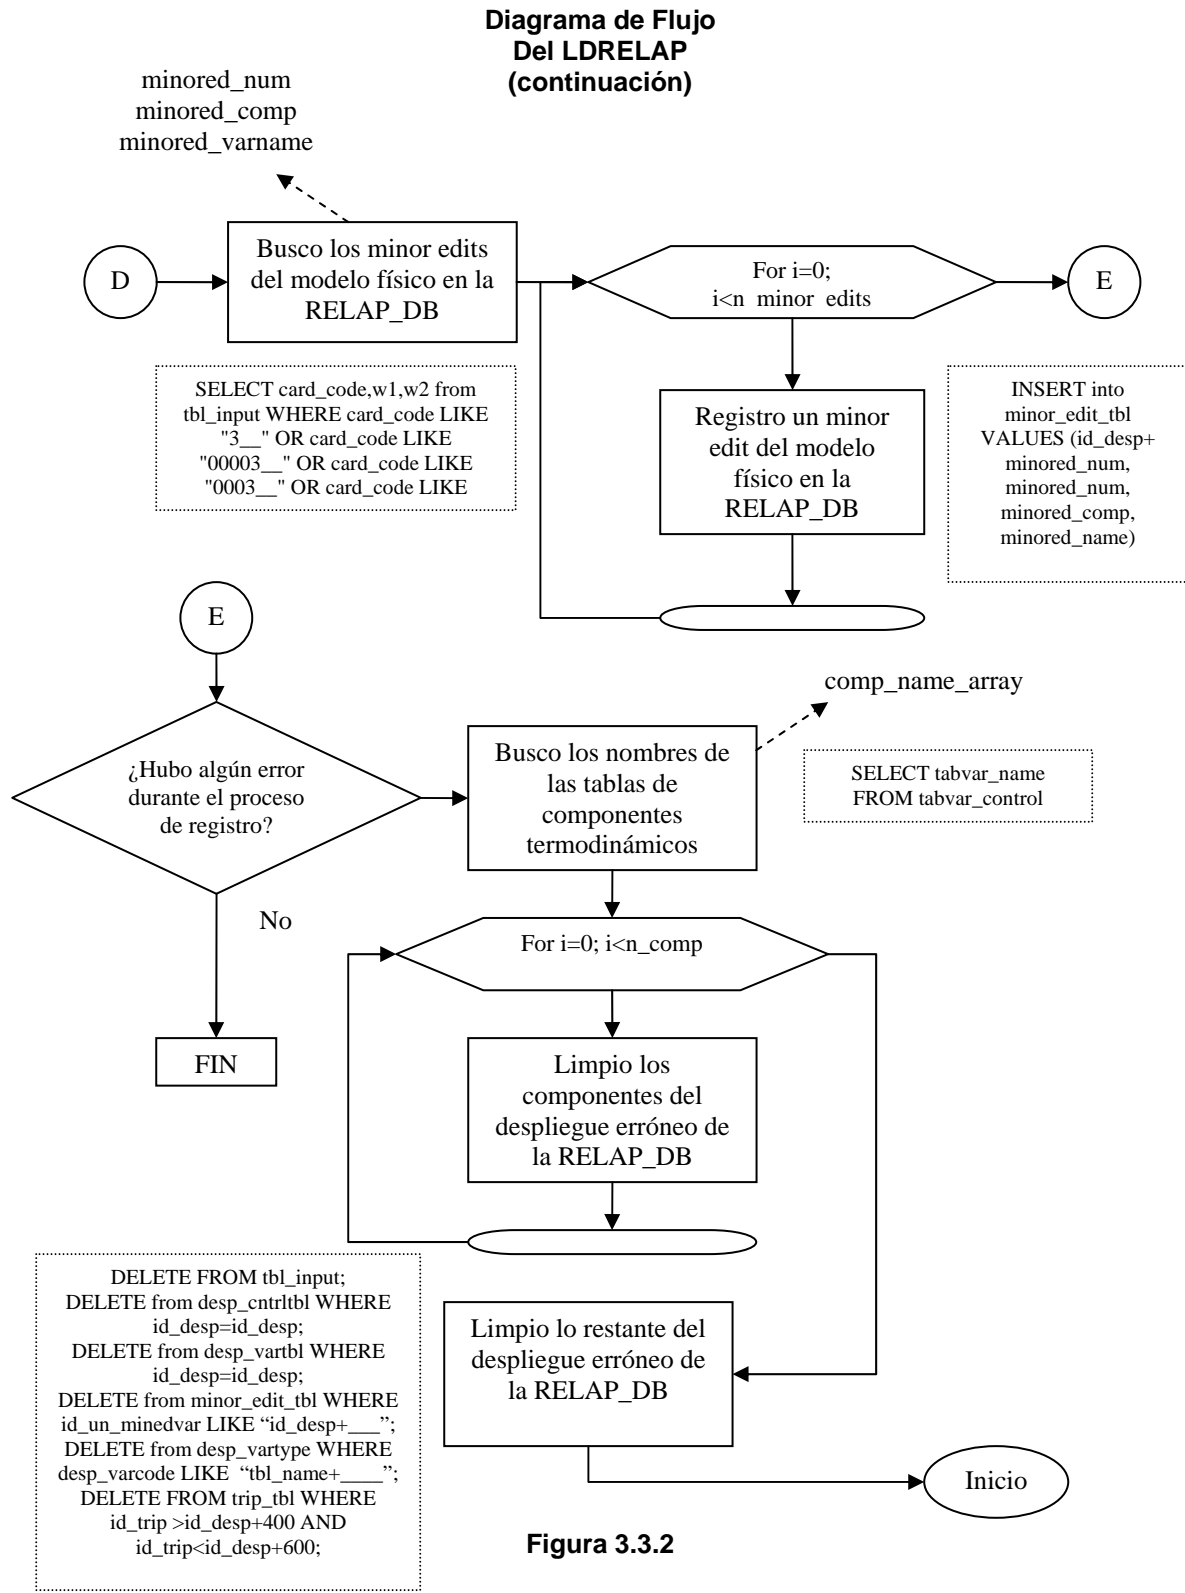 Diagrama de Flujo
Del LDRELAP
(continuación)
minored_num
minored_comp
minored_varname
D
Busco los minor edits
del modelo físico en la
RELAP_DB
For i=0;
i<n minor edits
E
SELECT card_code,w1,w2 from
tbl_input WHERE card_code LIKE
"3__" OR card_code LIKE
"00003__" OR card_code LIKE
"0003__" OR card_code LIKE
Registro un minor
edit del modelo
físico en la
RELAP_DB
INSERT into
minor_edit_tbl
VALUES (id_desp+
minored_num,
minored_num,
minored_comp,
minored_name)
E
comp_name_array
¿Hubo algún error
durante el proceso
de registro?
Busco los nombres de
las tablas de
componentes
termodinámicos
SELECT tabvar_name
FROM tabvar_control
No
For i=0; i<n_comp
FIN
Limpio los
componentes del
despliegue erróneo de
la RELAP_DB
DELETE FROM tbl_input;
DELETE from desp_cntrltbl WHERE
id_desp=id_desp;
DELETE from desp_vartbl WHERE
id_desp=id_desp;
DELETE from minor_edit_tbl WHERE
id_un_minedvar LIKE “id_desp+___”;
DELETE from desp_vartype WHERE
desp_varcode LIKE “tbl_name+____”;
DELETE FROM trip_tbl WHERE
id_trip >id_desp+400 AND
id_trip<id_desp+600;
Limpio lo restante del
despliegue erróneo de
la RELAP_DB
Inicio
Figura 3.3.2